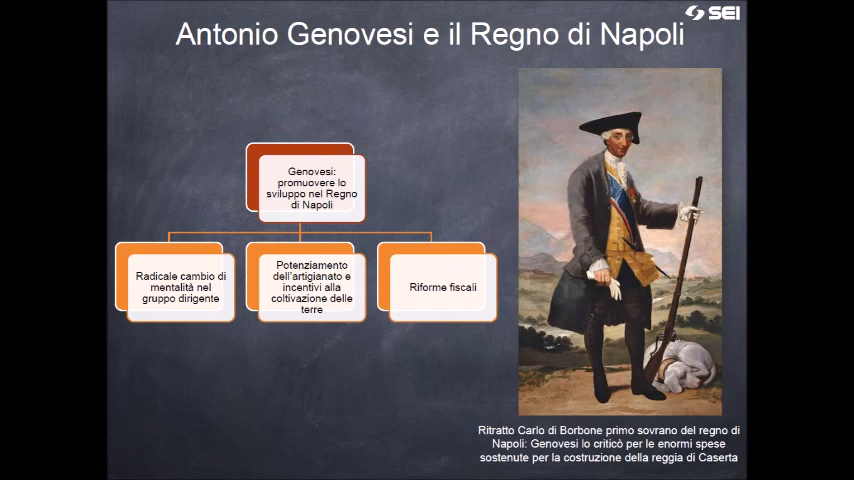 SEI
Antonio Genovesi e il Regno di Napoli
Genovesi:
promuovere lo
sviluppo nel Regno
di Napoli
Radicale cambio di
mentalità nel
gruppo dirigente
Potenziamento
dell'artigianato e
incentivi alla
coltivazione delle
terre
Riforme fiscali
Ritratto Carlo di Borbone primo sovrano del regno di
Napoli: Genovesi lo criticò per le enormi spese
sostenute per la costruzione della reggia di Caserta